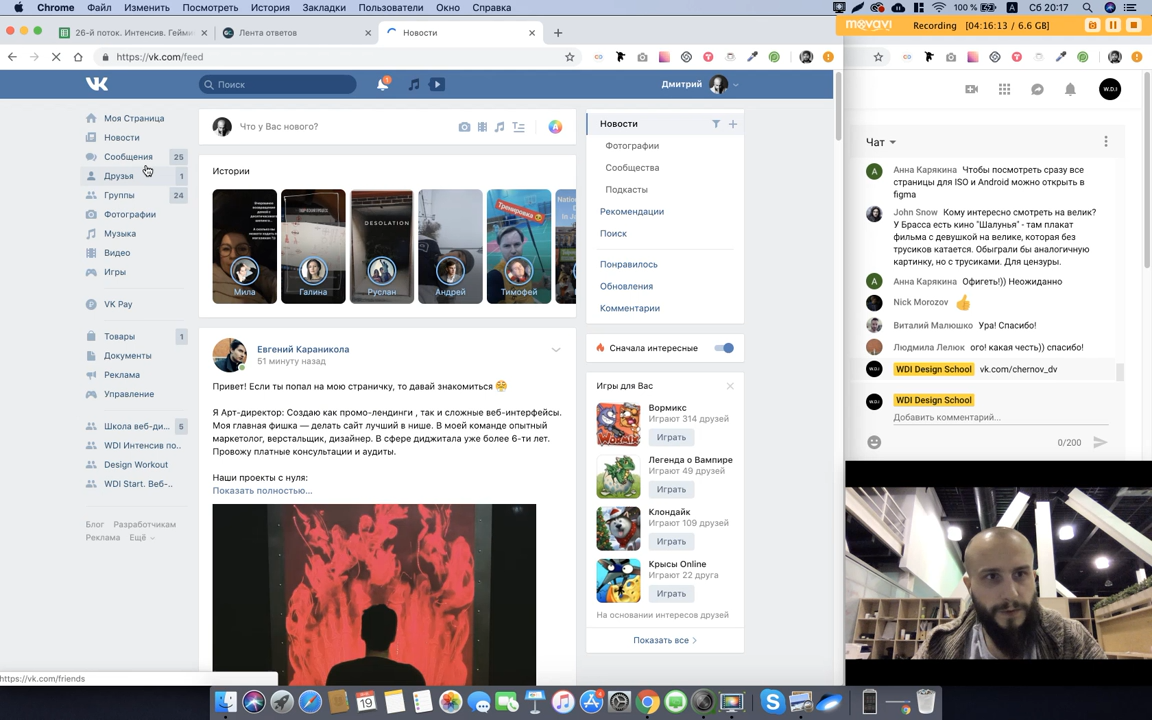 Chrome Файл Изменить Посмотреть История Закладки Пользователи Окно Справка
100 % Сб 20:17
26-й поток. Интенсив. Гейми
Лента ответов
Новости
movavi Recording [04:16:13 / 6.6 GB]
https://vk.com/feed
Поиск
1
Дмитрий
W.D.I
Моя Страница
Новости
Сообщения 25
Друзья 1
Группы 24
Фотографии
Музыка
Видео
Игры
VK Pay
Товары 1
Документы
Реклама
Управление
Школа веб-ди... 5
WDI Интенсив по..
Design Workout
WDI Start. Веб-..
Блог Разработчикам
Реклама Ещё
Что у Вас нового?
Истории
DESOLATION
Тренировка
Мила
Галина
Руслан
Андрей
Тимофей
Евгений Караникола
51 минуту назад
Привет! Если ты попал на мою страничку, то давай знакомиться
Я Арт-директор: Создаю как промо-лендинги , так и сложные веб-интерфейсы.
Моя главная фишка — делать сайт лучший в нише. В моей команде опытный
маркетолог, верстальщик, дизайнер. В сфере диджитала уже более 6-ти лет.
Провожу платные консультации и аудиты.
Наши проекты с нуля:
Показать полностью...
Новости
Фотографии
Сообщества
Подкасты
Рекомендации
Поиск
Понравилось
Обновления
Комментарии
Сначала интересные
Игры для Вас
Вормикс
Играют 314 друзей
Играть
Легенда о Вампире
Играют 49 друзей
Играть
Клондайк
Играют 109 друзей
Играть
Крысы Online
Играют 22 друга
Играть
На основании интересов друзей
Показать все
Чат
Анна Карякина Чтобы посмотреть сразу все
страницы для ISO и Android можно открыть в
figma
John Snow Кому интересно смотреть на велик?
У Брасса есть кино "Шалунья" - там плакат
фильма с девушкой на велике, которая без
трусиков катается. Обыграли бы аналогичную
картинку, но с трусиками. Для цензуры.
Анна Карякина Офигеть!)) Неожиданно
Nick Morozov
Виталий Малюшко Ура! Спасибо!
Людмила Лелюк ого! какая честь)) спасибо!
WDI Design School vk.com/chernov_dv
WDI Design School
Добавить комментарий...
0/200
https://vk.com/friends